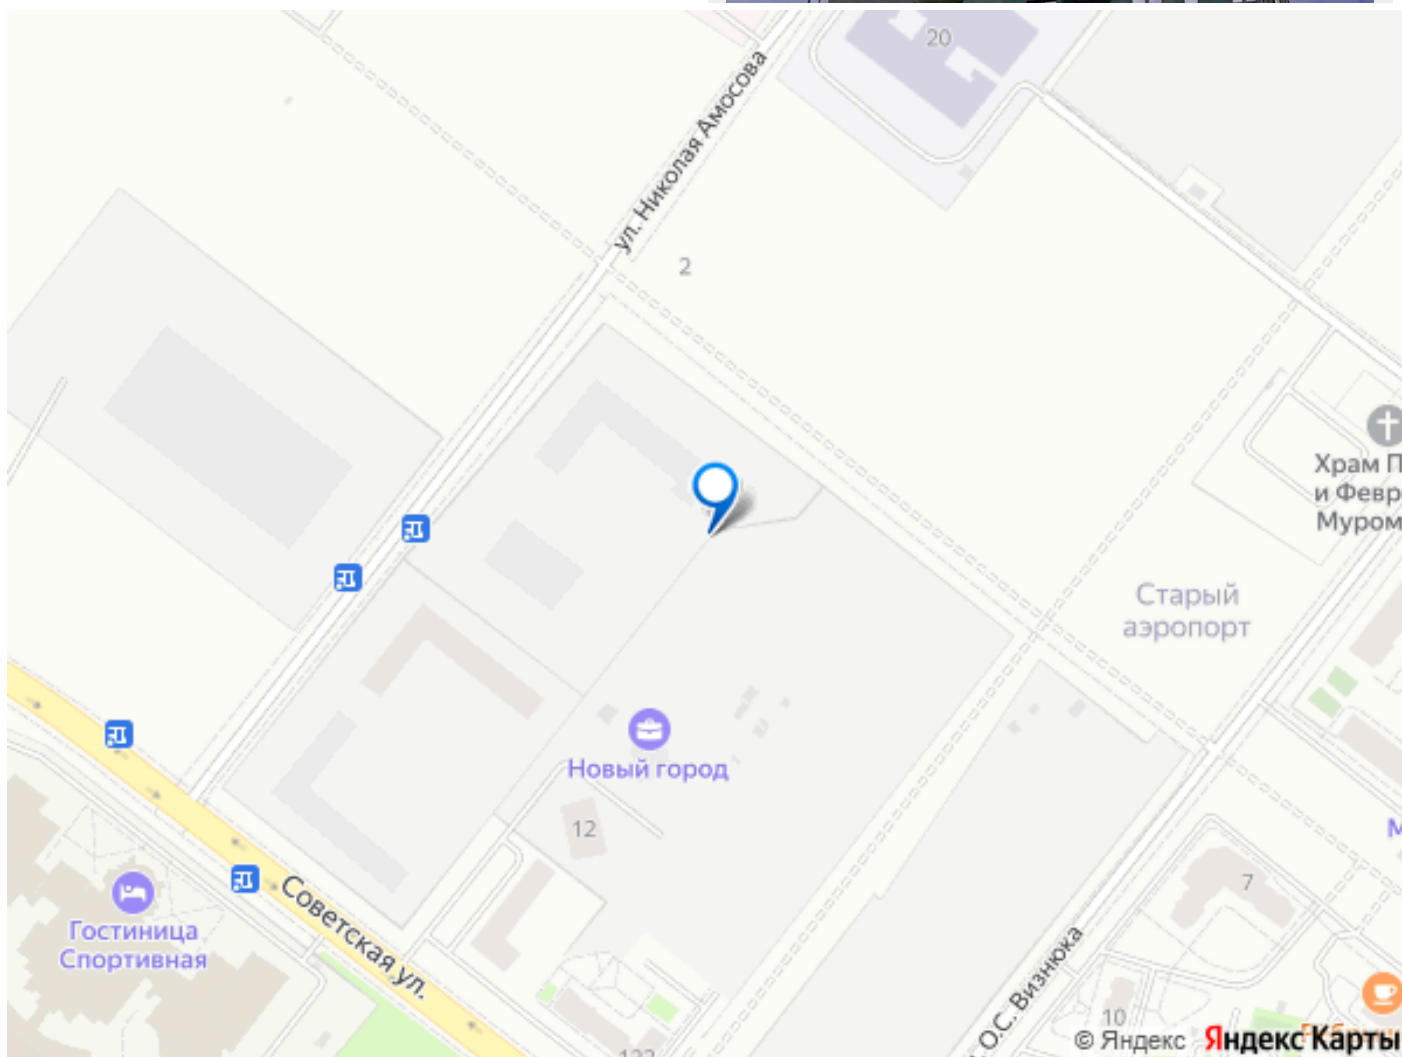 20
ул. Николая Амосова
2
Храм П
и Февр
Муром
Старый
аэропорт
Новый город
12
7
М
Гостиница
Спортивная
Советская ул.
О.С. Визнюка
10
© Яндекс Яндекс Карты